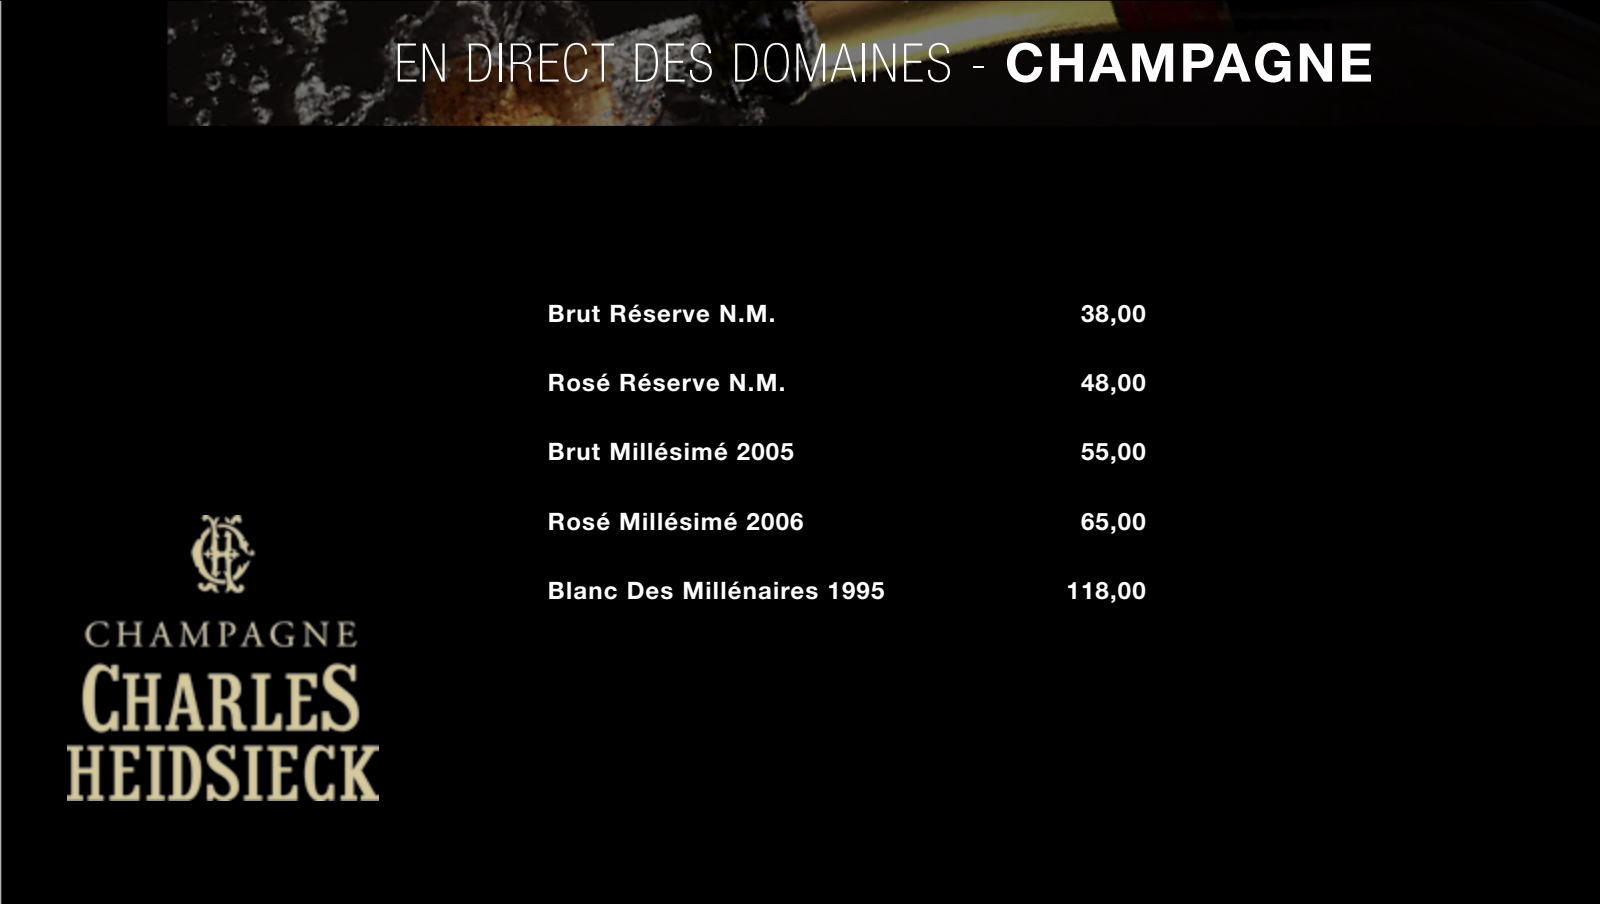 EN DIRECT DES DOMAINES - CHAMPAGNE
Brut Réserve N.M. 38,00
Rosé Réserve N.M. 48,00
Brut Millésimé 2005 55,00
Rosé Millésimé 2006 65,00
Blanc Des Millénaires 1995 118,00
CHAMPAGNE
CHARLES
HEIDSIECK